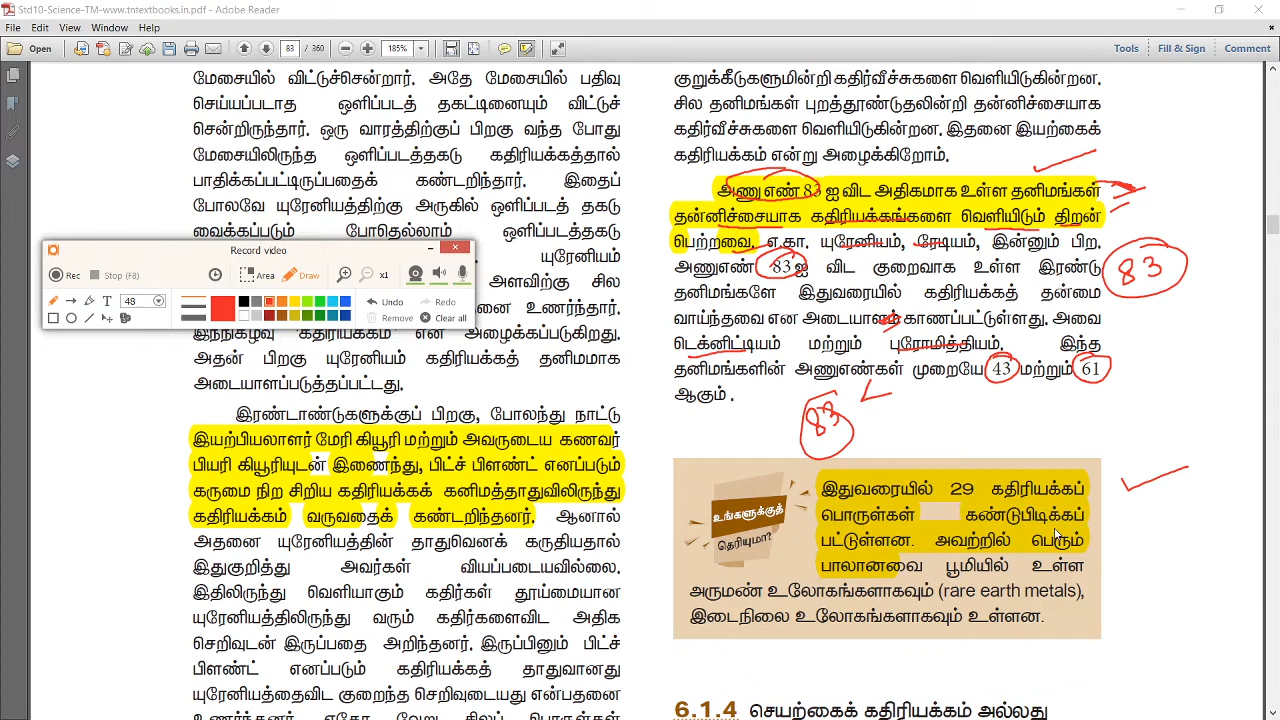 Std10-Science-TM-www.tntextbooks.in.pdf - Adobe Reader
File Edit View Window Help
Open 83 / 360 185% Tools Fill & Sign Comment
மேசையில் விட்டுச்சென்றார். அதே மேசையில் பதிவு
செய்யப்படாத ஒளிப்படத் தகட்டினையும் விட்டுச்
சென்றிருந்தார். ஒரு வாரத்திற்குப் பிறகு வந்த போது
மேசையிலிருந்த ஒளிப்படத்தகடு கதிரியக்கத்தால்
பாதிக்கப்பட்டிருப்பதைக் கண்டறிந்தார். இதைப்
போலவே யுரேனியத்திற்கு அருகில் ஒளிப்படத் தகடு
வைக்கப்படும் போதெல்லாம் ஒளிப்படத்தகடு
யுரேனியம்
அளவிற்கு சில
னை உணர்ந்தார்.
Record video
Rec Stop (F8) Area Draw x1
48 Undo Redo
Remove Clear all
இந்நிகழ்வு 'கதிரியக்கம்' என அழைக்கப்படுகிறது.
அதன் பிறகு யுரேனியம் கதிரியக்கத் தனிமமாக
அடையாளப்படுத்தப்பட்டது.
இரண்டாண்டுகளுக்குப் பிறகு, போலந்து நாட்டு
இயற்பியலாளர் மேரி கியூரி மற்றும் அவருடைய கணவர்
பியரி கியூரியுடன் இணைந்து, பிட்ச் பிளண்ட் எனப்படும்
கருமை நிற சிறிய கதிரியக்கக் கனிமத்தாதுவிலிருந்து
கதிரியக்கம் வருவதைக் கண்டறிந்தனர். ஆனால்
அதனை யுரேனியத்தின் தாதுவெனக் கருதியதால்
இதுகுறித்து அவர்கள் வியப்படையவில்லை.
இதிலிருந்து வெளியாகும் கதிர்கள் தூய்மையான
யுரேனியத்திலிருந்து வரும் கதிர்களைவிட அதிக
செறிவுடன் இருப்பதை அறிந்தனர். இருப்பினும் பிட்ச்
பிளண்ட் எனப்படும் கதிரியக்கத் தாதுவானது
யுரேனியத்தைவிட குறைந்த செறிவுடையது என்பதனை
உணர்ந்தனர். ஏதோ வேறு சிலப் பொருள்கள்
குறுக்கீடுகளுமின்றி கதிர்வீச்சுகளை வெளியிடுகின்றன.
சில தனிமங்கள் புறத்தூண்டுதலின்றி தன்னிச்சையாக
கதிர்வீச்சுகளை வெளியிடுகின்றன. இதனை இயற்கைக்
கதிரியக்கம் என்று அழைக்கிறோம்.
அணு எண் 83 ஐ விட அதிகமாக உள்ள தனிமங்கள்
தன்னிச்சையாக கதிரியக்கங்களை வெளியிடும் திறன்
பெற்றவை. எ.கா. யுரேனியம், ரேடியம், இன்னும் பிற.
அணுஎண் 83ஐ விட குறைவாக உள்ள இரண்டு
83
தனிமங்களே இதுவரையில் கதிரியக்கத் தன்மை
வாய்ந்தவை என அடையாளம் காணப்பட்டுள்ளது. அவை
டெக்னிட்டியம் மற்றும் புரோமித்தியம். இந்த
தனிமங்களின் அணுஎண்கள் முறையே 43 மற்றும் 61
ஆகும் .
83 <
உங்களுக்குத்
தெரியுமா?
இதுவரையில் 29 கதிரியக்கப்
பொருள்கள் கண்டுபிடிக்கப்
பட்டுள்ளன. அவற்றில் பெரும்
பாலானவை பூமியில் உள்ள
அருமண் உலோகங்களாகவும் (rare earth metals),
இடைநிலை உலோகங்களாகவும் உள்ளன.
6.1.4 செயற்கைக் கதிரியக்கம் அல்லது